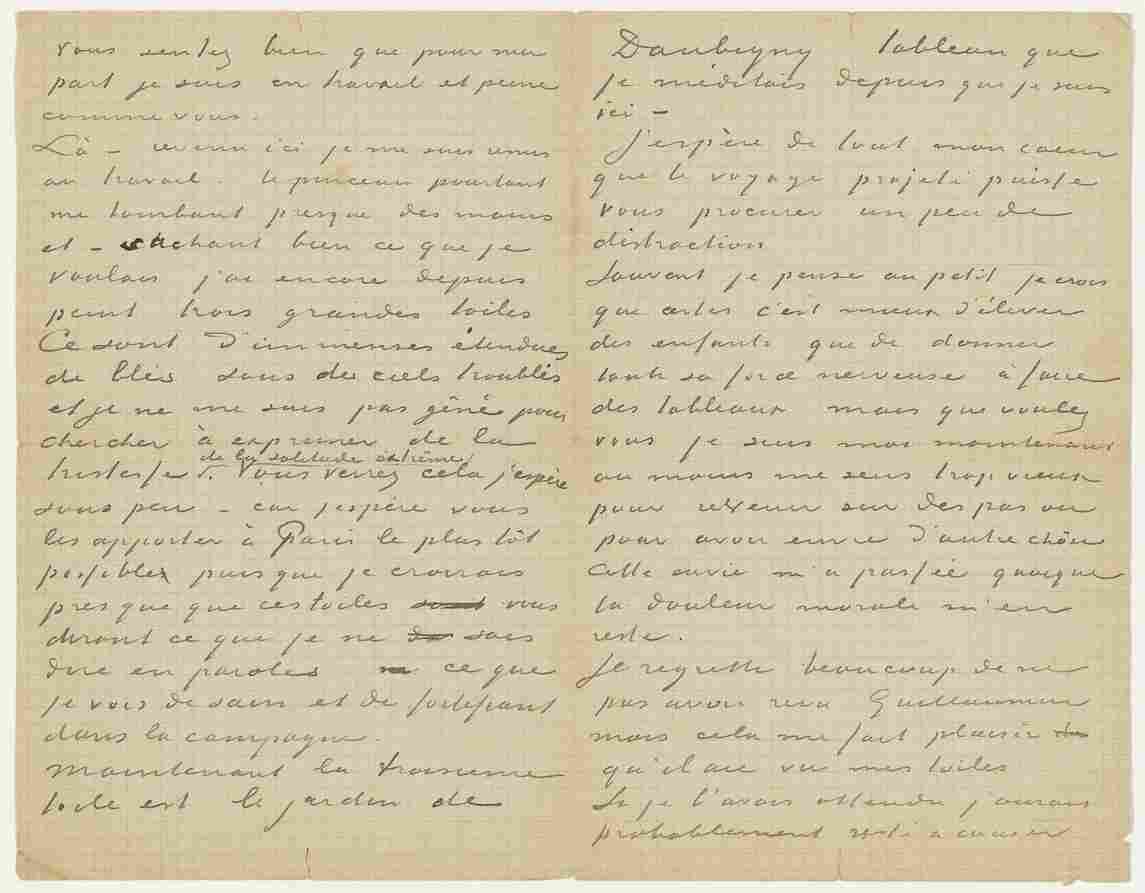 vous sentez bien que pour ma
part je suis en travail et peine
comme vous.
Là – revenu ici je me suis remis
au travail. le pinceau pourtant
me tombant presque des mains
et – sachant bien ce que je
voulais j'ai encore depuis
peint trois grandes toiles
Ce sont d'immenses étendues
de blés sous des ciels troublés
et je ne me suis pas gêné pour
chercher à exprimer de la
tristesse
de la solitude extrême
. Vous verrez cela j'espère
sous peu – car j'espère vous
les apporter à Paris le plus tôt
possible puisque je croirais
presque que ces toiles vous
diront ce que je ne sais
dire en paroles ce que
je vois de sain et de fortifiant
dans la campagne.
Maintenant la troisieme
toile est le jardin de
Daubigny tableau que
je méditais depuis que je suis
ici –
J'espère de tout mon coeur
que le voyage projeté puisse
vous procurer un peu de
distraction
Souvent je pense au petit je crois
que certes c'est mieux d'élever
des enfants que de donner
toute sa force nerveuse à faire
des tableaux mais que voulez
vous je suis moi maintenant
au moins me sens trop vieux
pour revenir sur des pas ou
pour avoir envie d'autre chôse
Cette envie m'a passée quoique
la douleur morale m'en
reste.
Je regrette beaucoup de ne
pas avoir revu Guillaumin
mais cela me fait plaisir
qu'il aie vu mes toiles
Si je l'avais attendu j'aurais
probablement resté a causer